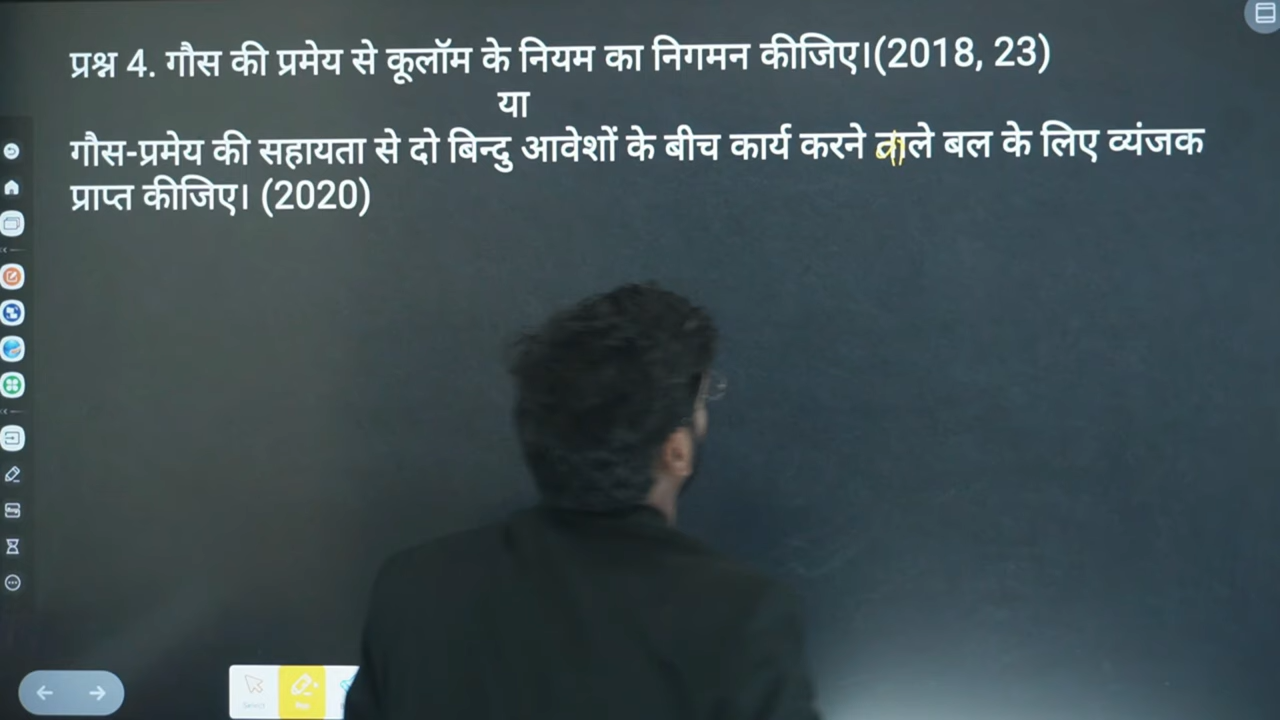 प्रश्न 4. गौस की प्रमेय से कूलॉम के नियम का निगमन कीजिए।(2018, 23)
या
गौस-प्रमेय की सहायता से दो बिन्दु आवेशों के बीच कार्य करने वाले बल के लिए व्यंजक
प्राप्त कीजिए। (2020)